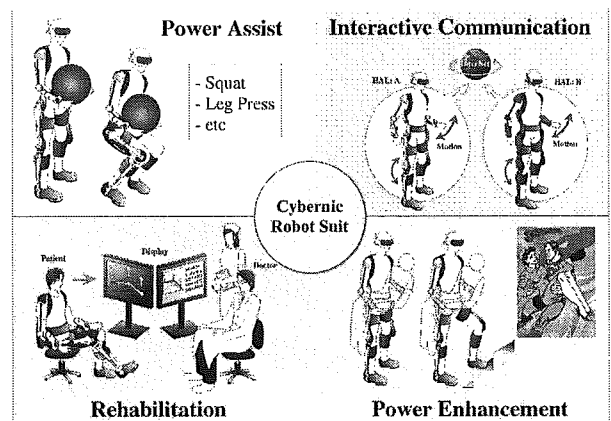 Power Assist
- Squat
- Leg Press
- etc
Interactive Communication
HAL: A
HAL: B
Motion
Motion
Cybernic
Robot Suit
Patient
Display
Doctor
Rehabilitation
Power Enhancement